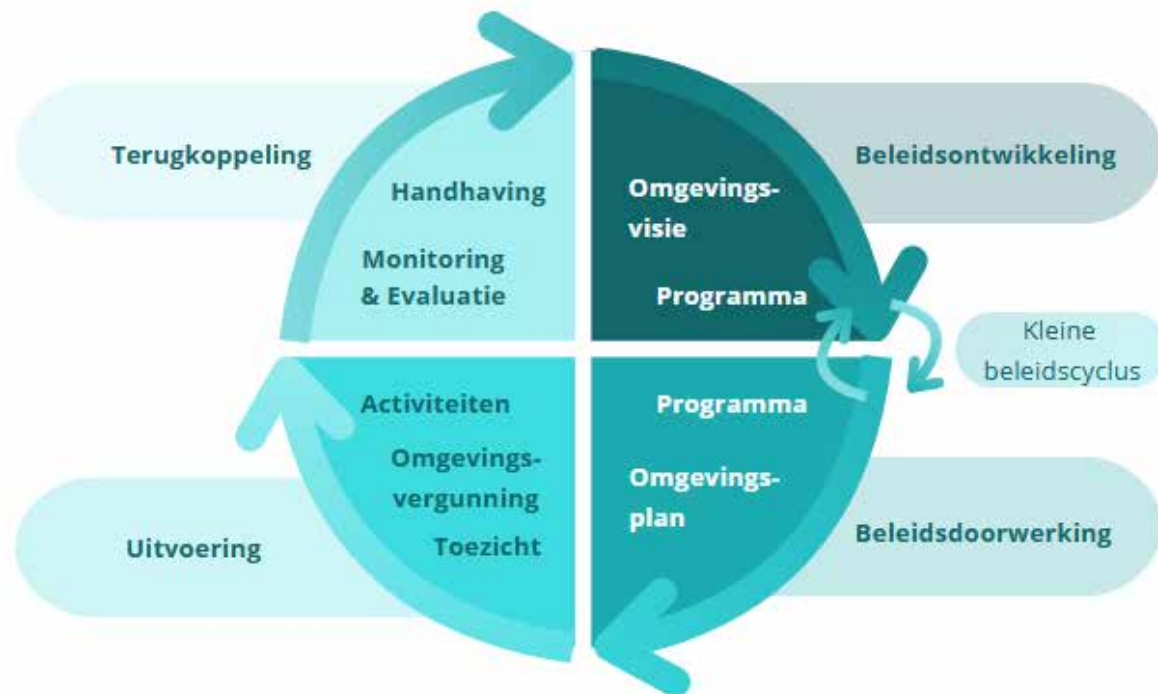 Terugkoppeling
Handhaving
Monitoring
& Evaluatie
Omgevings-
visie
Programma
Beleidsontwikkeling
Kleine
beleidscyclus
Programma
Omgevings-
plan
Beleidsdoorwerking
Activiteiten
Omgevings-
vergunning
Toezicht
Uitvoering